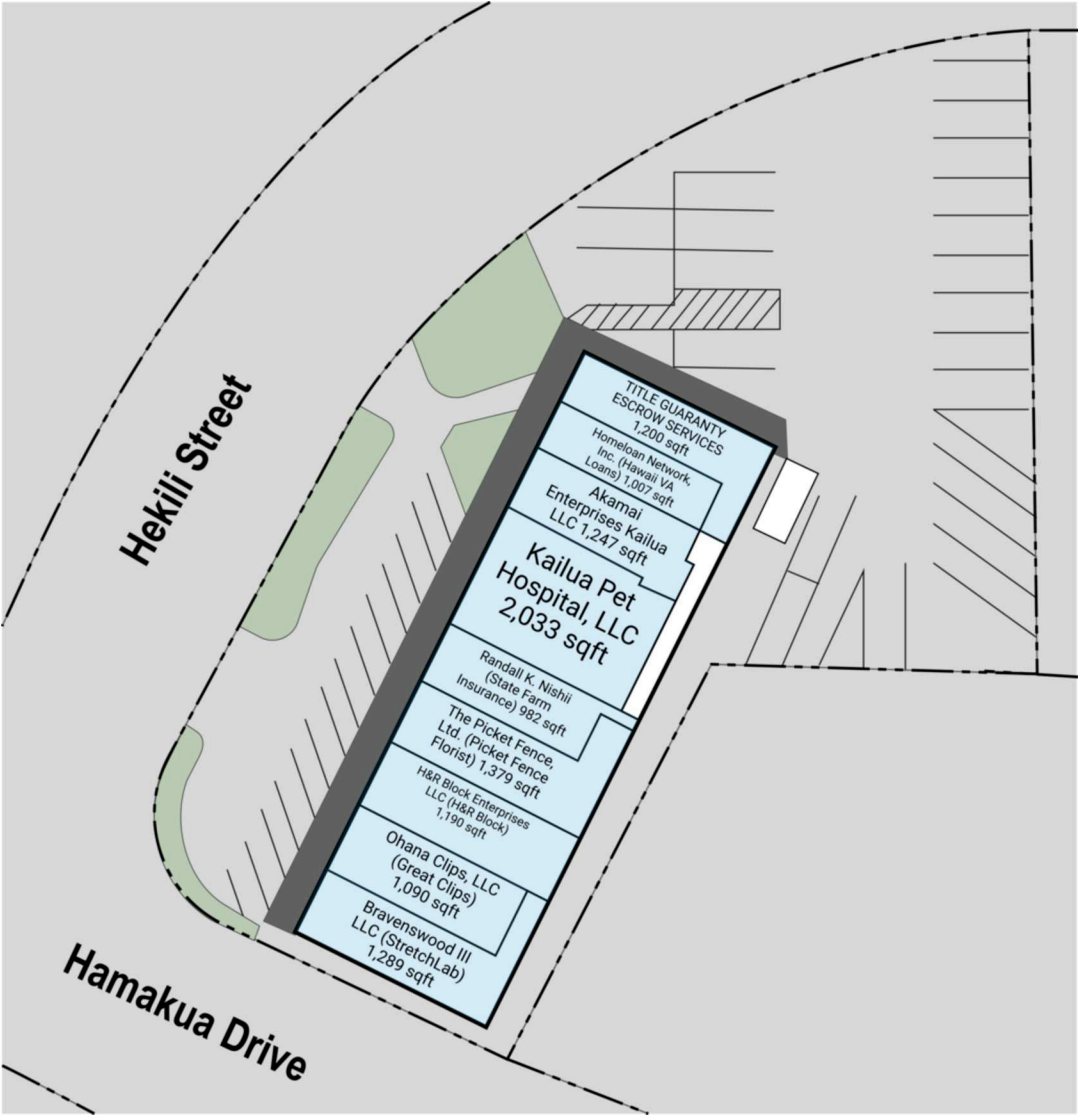 Hekili Street
TITLE GUARANTY
ESCROW SERVICES
1,200 sqft
Homeloan Network,
Inc. (Hawaii VA
Loans) 1,007 sqft
Akamai
Enterprises Kailua
LLC 1,247 sqft
Kailua Pet
Hospital, LLC
2,033 sqft
Randall K. Nishii
(State Farm
Insurance) 982 sqft
The Picket Fence,
Ltd. (Picket Fence
Florist) 1,379 sqft
H&R Block Enterprises
LLC (H&R Block)
1,190 sqft
Ohana Clips, LLC
(Great Clips)
1,090 sqft
Bravenswood III
LLC (StretchLab)
1,289 sqft
Hamakua Drive